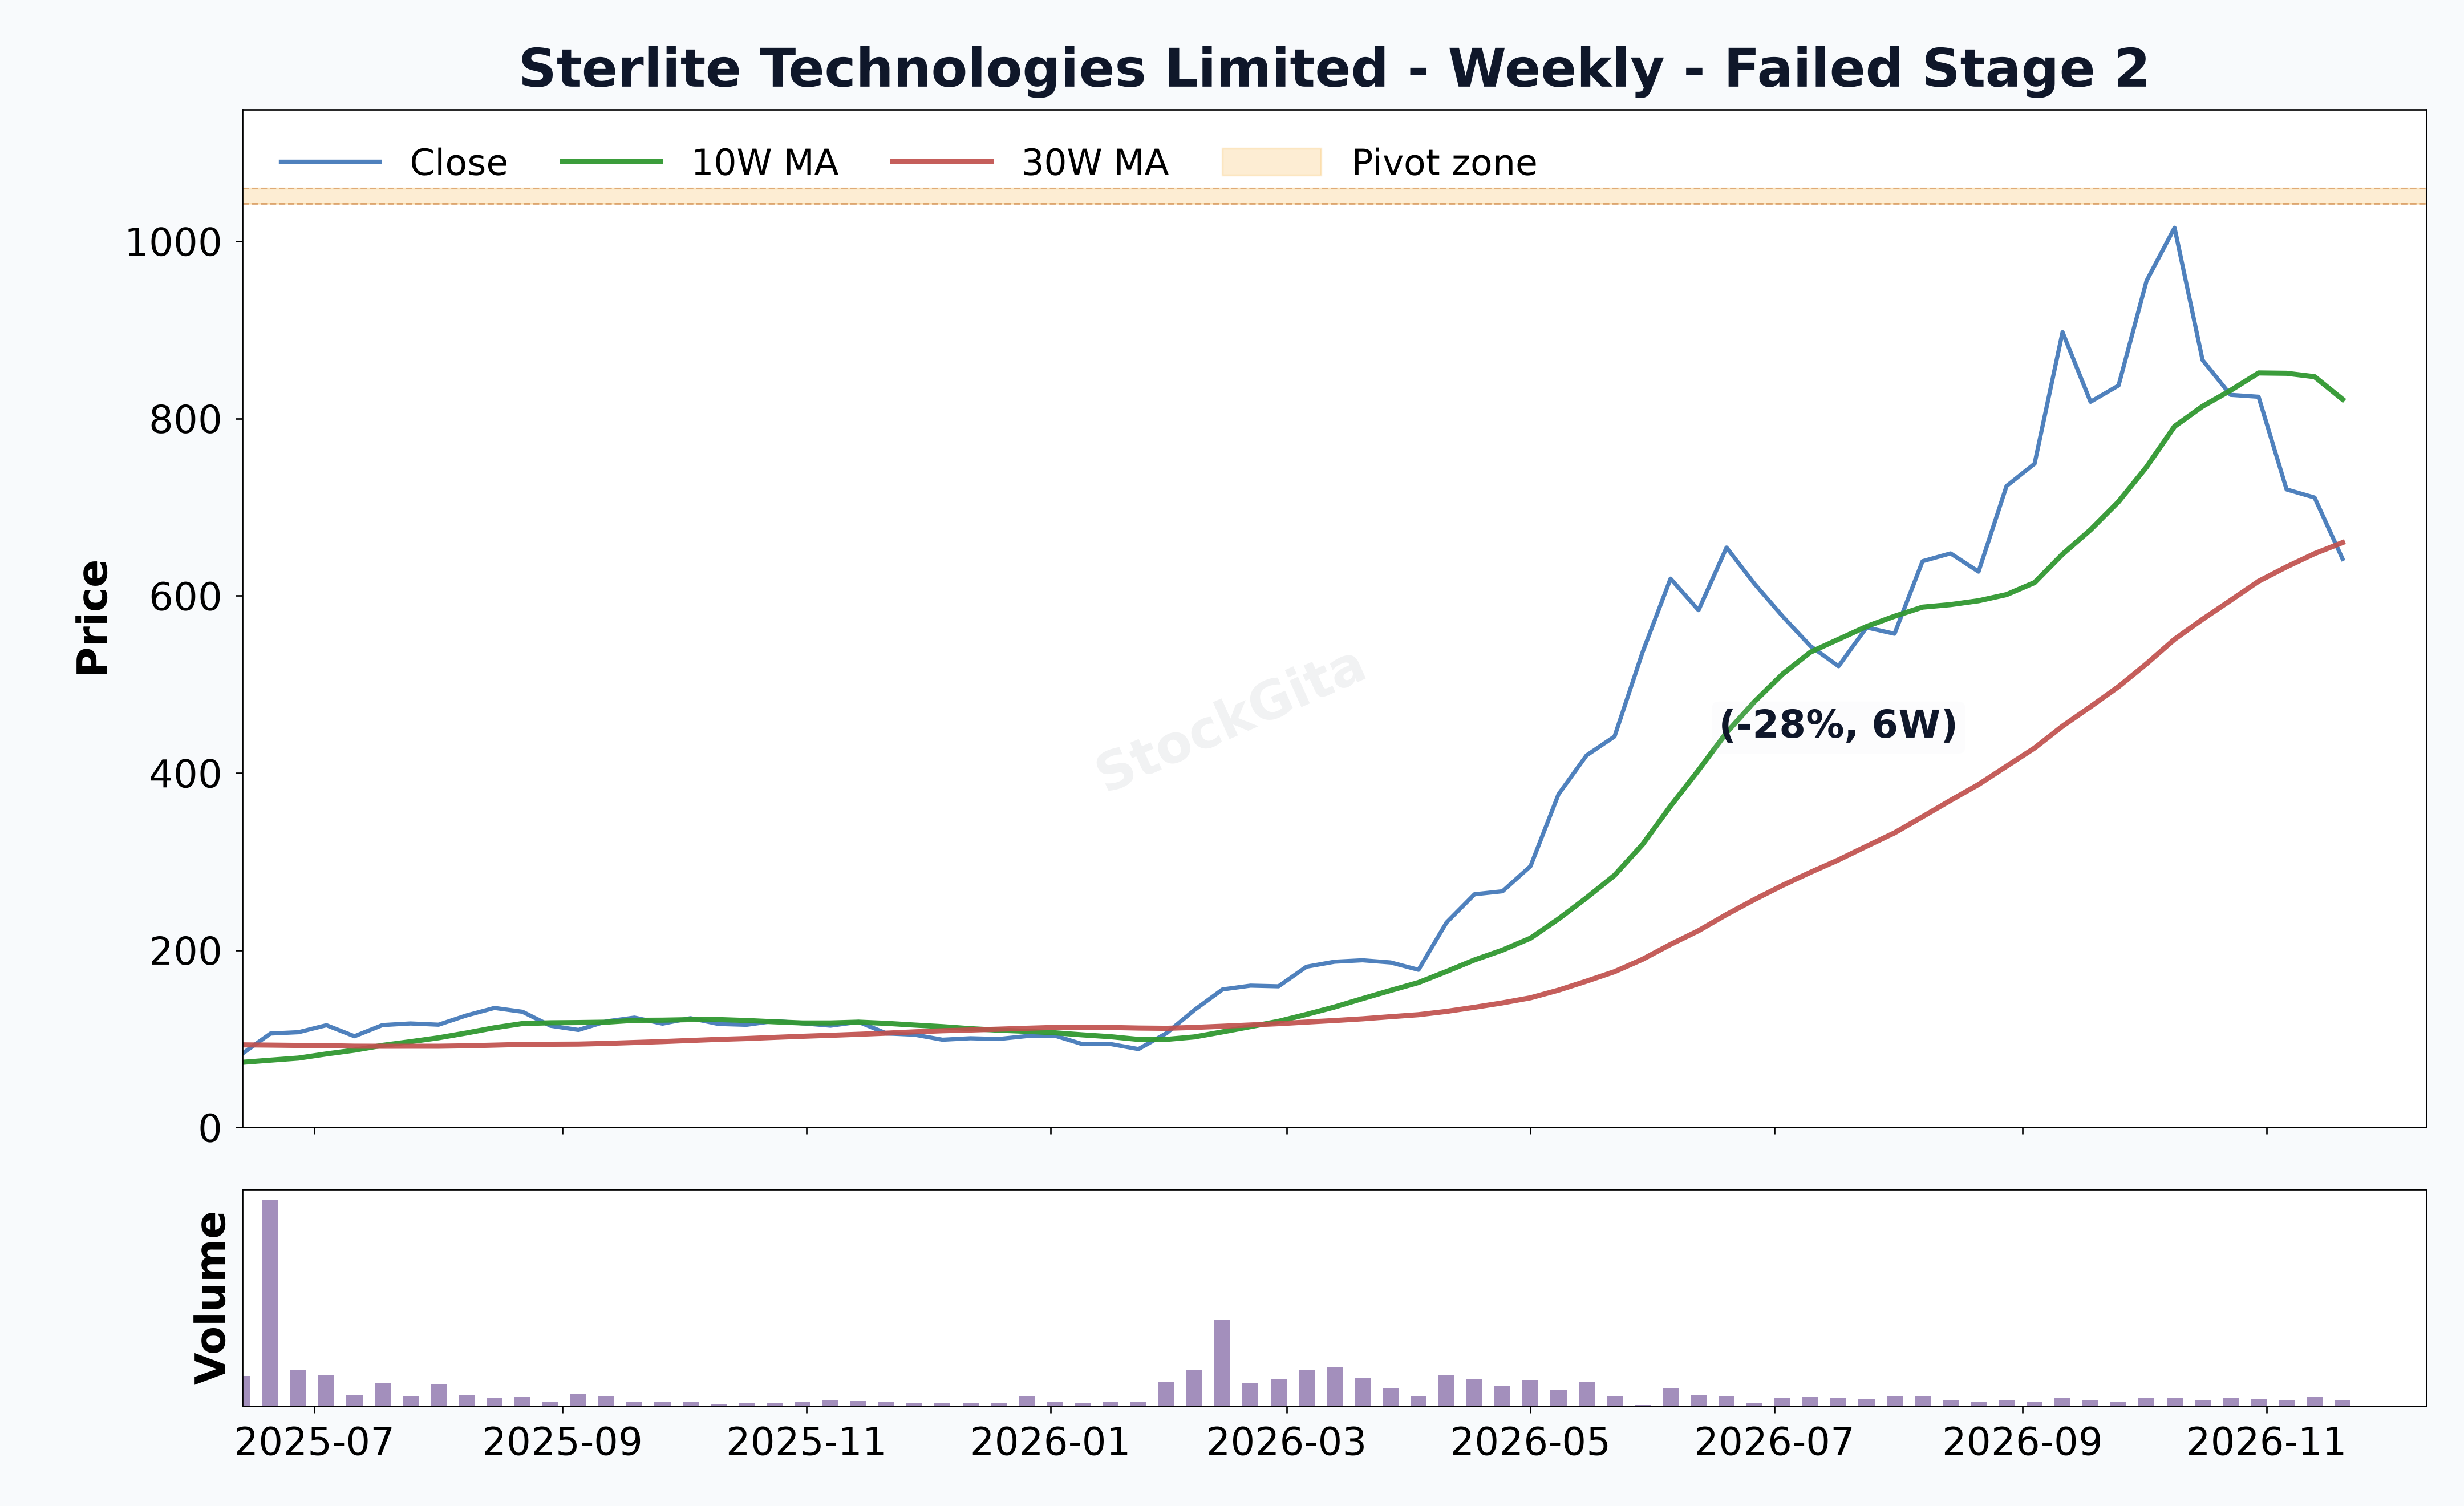 Sterlite Technologies Limited - Weekly - Failed Stage 2
Close 10W MA 30W MA Pivot zone
1000
800
600
400
200
0
Price
(-28%, 6W)
StockGita
Volume
2025-07 2025-09 2025-11 2026-01 2026-03 2026-05 2026-07 2026-09 2026-11